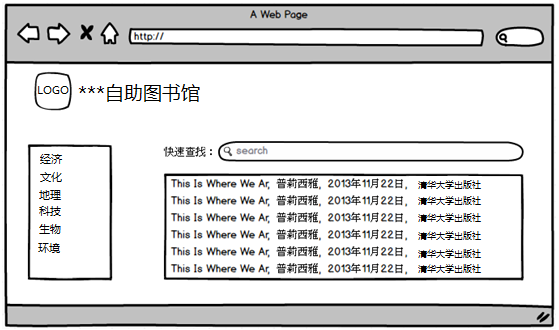 A Web Page
http://
LOGO
***自助图书馆
经济
文化
地理
科技
生物
环境
快速查找：
search
This Is Where We Ar, 普莉西雅, 2013年11月22日, 清华大学出版社
This Is Where We Ar, 普莉西雅, 2013年11月22日, 清华大学出版社
This Is Where We Ar, 普莉西雅, 2013年11月22日, 清华大学出版社
This Is Where We Ar, 普莉西雅, 2013年11月22日, 清华大学出版社
This Is Where We Ar, 普莉西雅, 2013年11月22日, 清华大学出版社
This Is Where We Ar, 普莉西雅, 2013年11月22日, 清华大学出版社